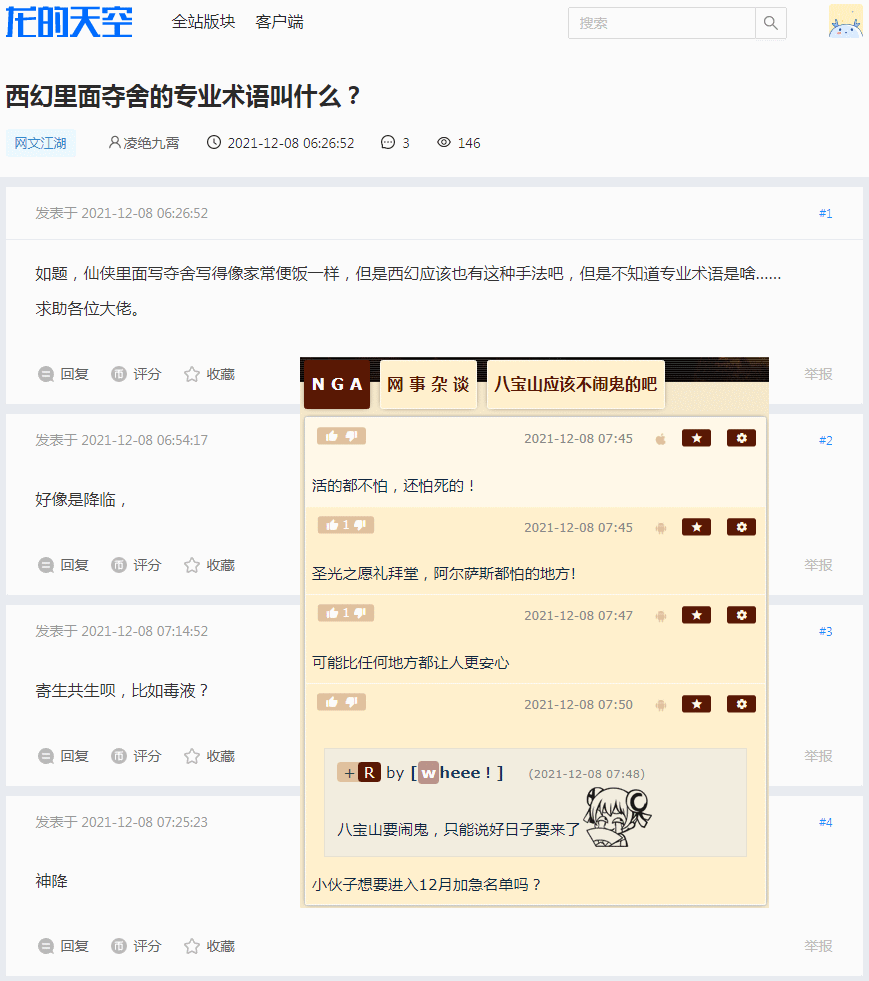 龙的天空
全站版块
客户端
搜索
西幻里面夺舍的专业术语叫什么？
网文江湖
凌绝九霄
2021-12-08 06:26:52
3
146
发表于 2021-12-08 06:26:52
#1
如题，仙侠里面写夺舍写得像家常便饭一样，但是西幻应该也有这种手法吧，但是不知道专业术语是啥......
求助各位大佬。
回复
评分
收藏
举报
发表于 2021-12-08 06:54:17
#2
好像是降临，
回复
评分
收藏
举报
发表于 2021-12-08 07:14:52
#3
寄生共生呗，比如毒液？
回复
评分
收藏
举报
发表于 2021-12-08 07:25:23
#4
神降
回复
评分
收藏
举报
NGA
网事杂谈
八宝山应该不闹鬼的吧
2021-12-08 07:45
活的都不怕，还怕死的！
1
2021-12-08 07:45
圣光之愿礼拜堂，阿尔萨斯都怕的地方!
1
2021-12-08 07:47
可能比任何地方都让人更安心
2021-12-08 07:50
+ R by [wheee！] (2021-12-08 07:48)
八宝山要闹鬼，只能说好日子要来了
小伙子想要进入12月加急名单吗？